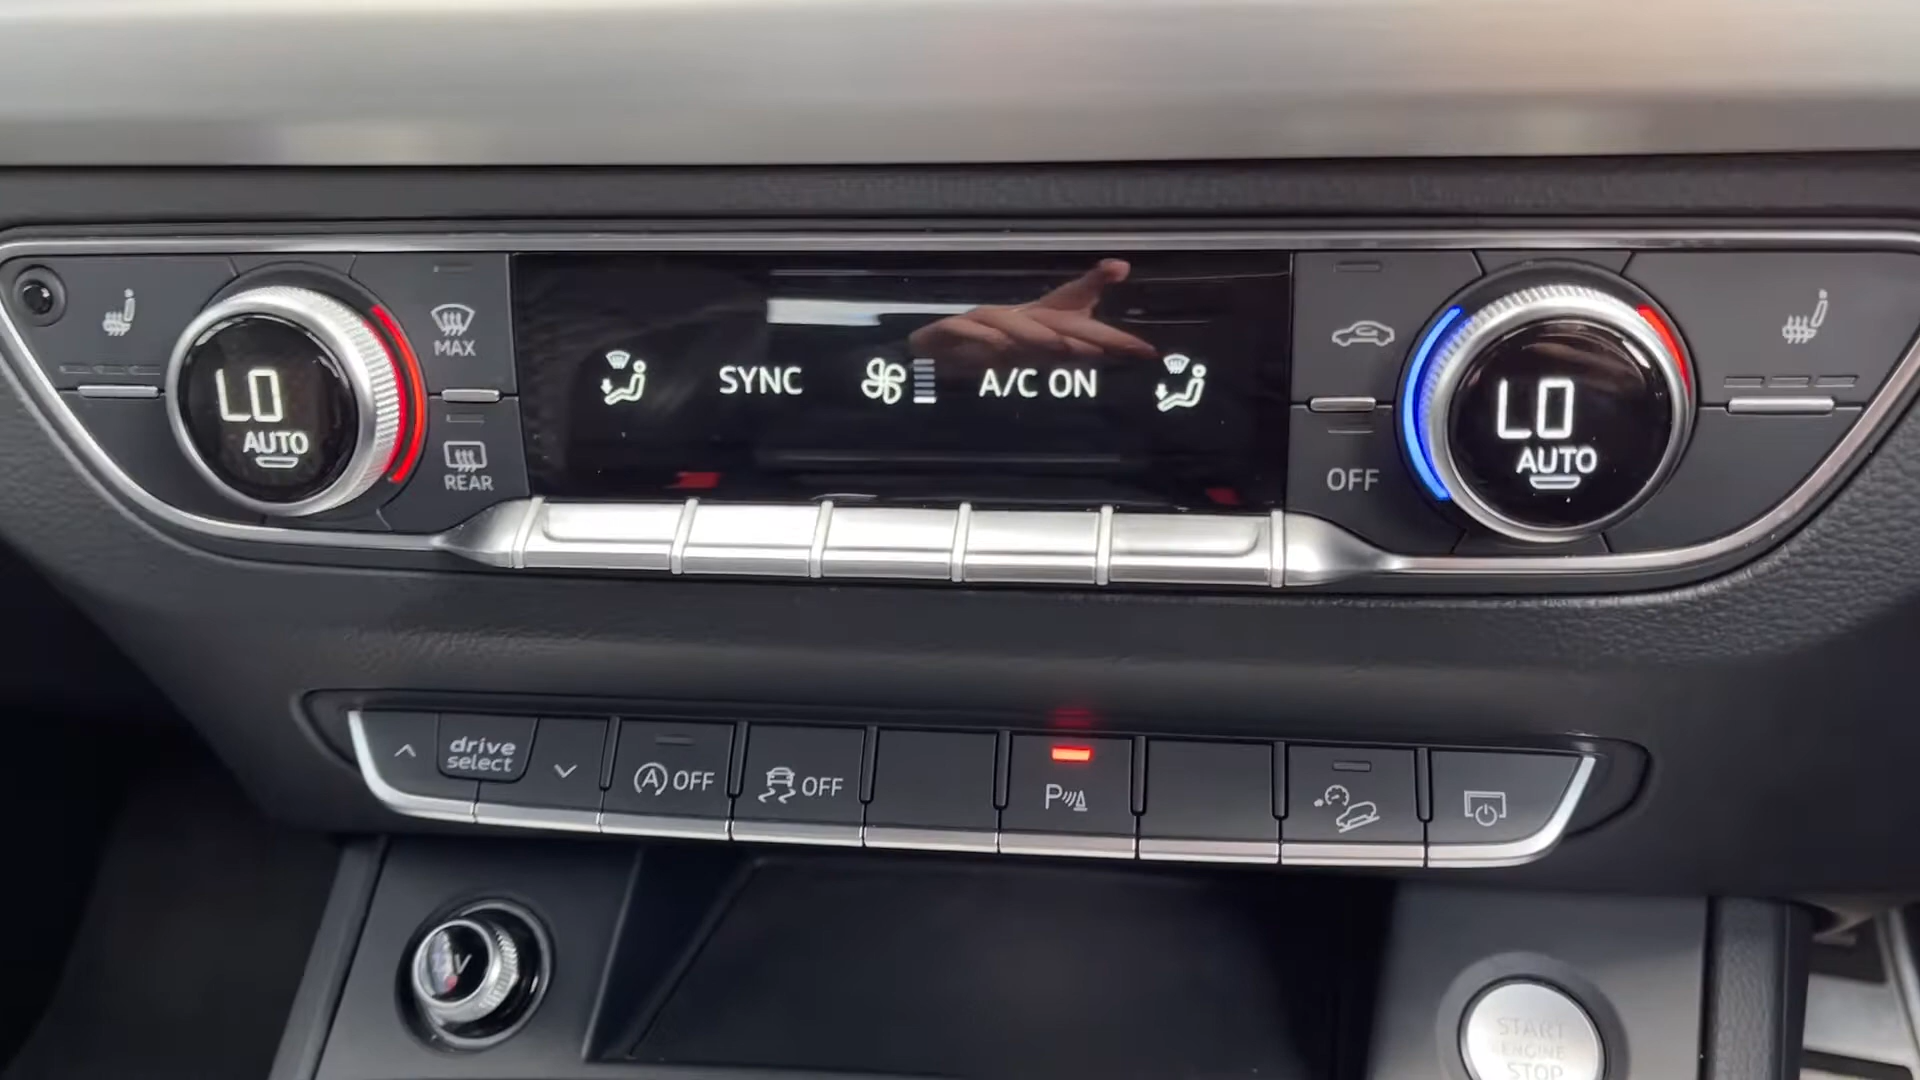 MAX
LO
AUTO
REAR
SYNC
A/C ON
OFF
LO
AUTO
drive
select
A OFF
OFF
P
START
ENGINE
STOP